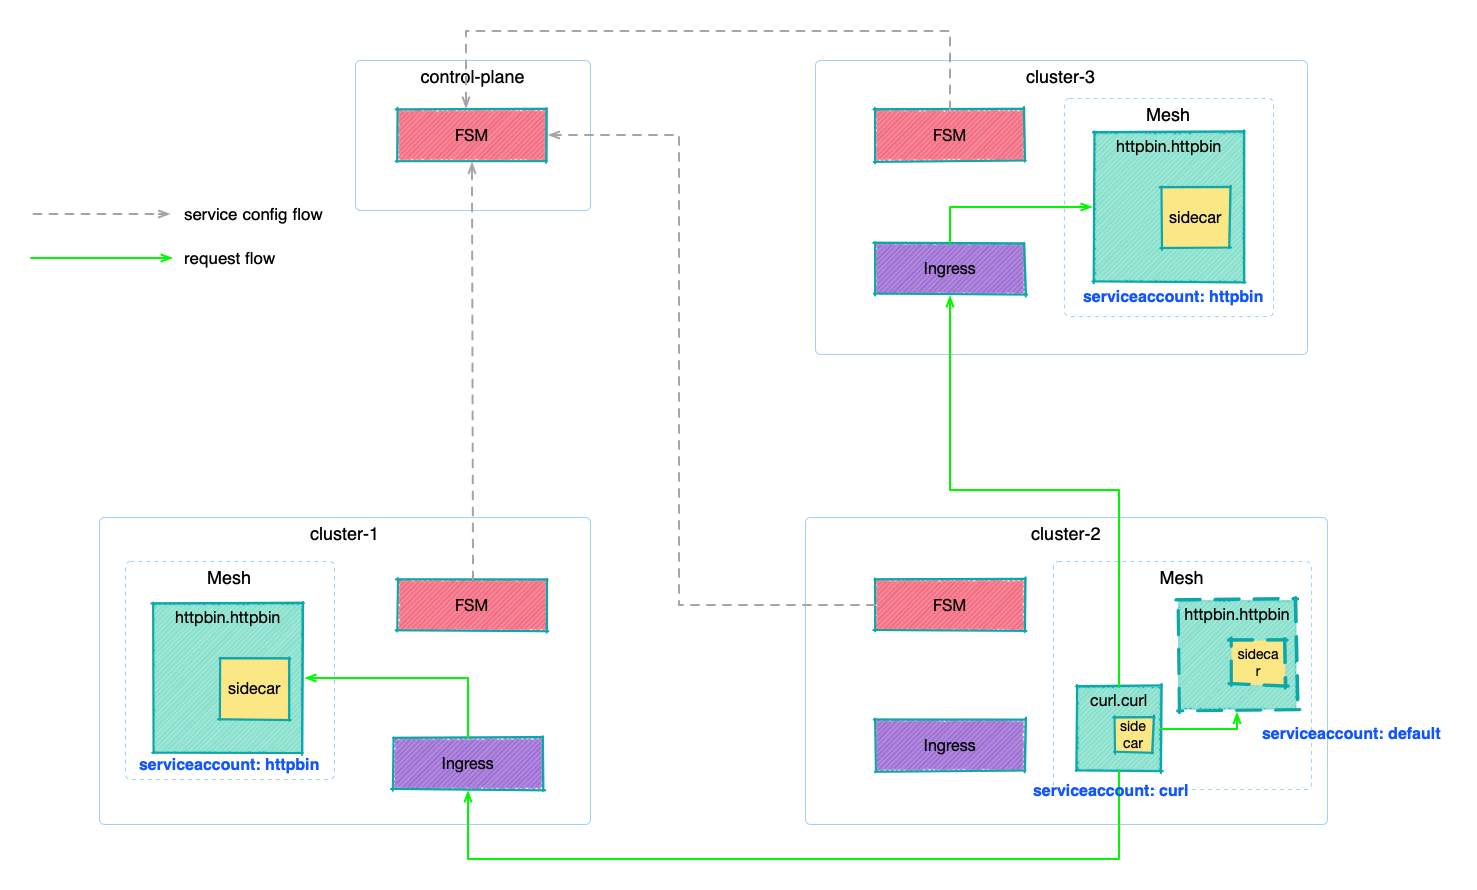 control-plane
FSM
cluster-3
FSM
Mesh
httpbin.httpbin
sidecar
Ingress
serviceaccount: httpbin
service config flow
request flow
cluster-1
Mesh
httpbin.httpbin
sidecar
serviceaccount: httpbin
FSM
Ingress
cluster-2
FSM
Ingress
Mesh
httpbin.httpbin
sideca
r
curl.curl
side
car
serviceaccount: default
serviceaccount: curl